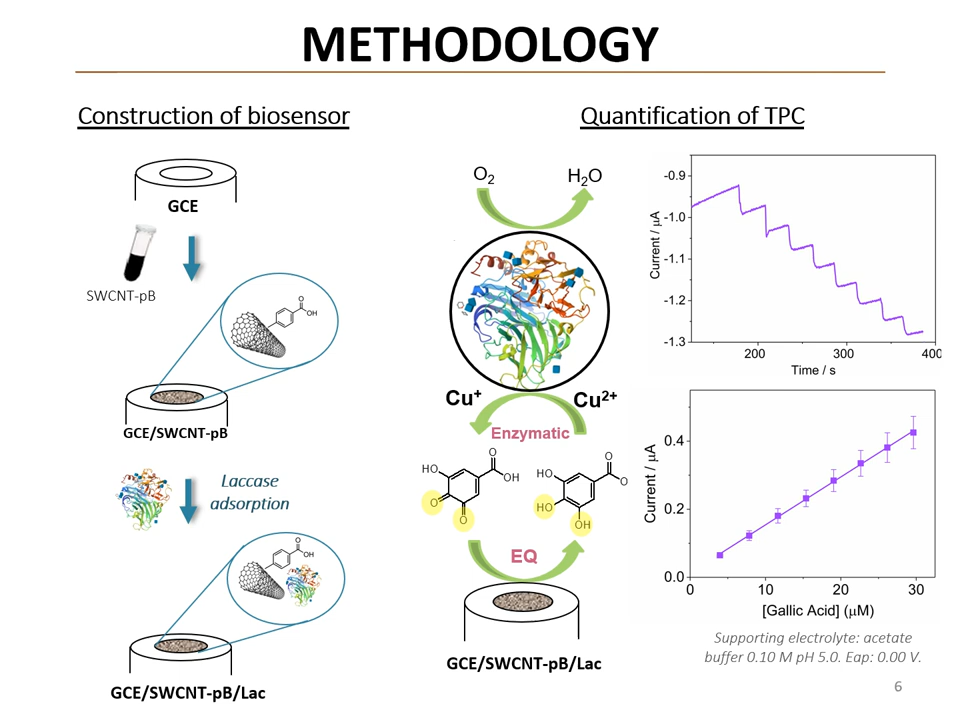 METHODOLOGY
Construction of biosensor
GCE
SWCNT-pB
O
OH
GCE/SWCNT-pB
Laccase
adsorption
O
OH
GCE/SWCNT-pB/Lac
Quantification of TPC
O₂
H₂O
Cu⁺
Cu²⁺
Enzymatic
O
HO
OH
O
O
O
HO
O
HO
OH
EQ
GCE/SWCNT-pB/Lac
-0.9
-1.0
-1.1
-1.2
-1.3
Current / µA
200
300
400
Time / s
0.4
0.2
0.0
Current / µA
0
10
20
30
[Gallic Acid] (µM)
Supporting electrolyte: acetate
buffer 0.10 M pH 5.0. Eap: 0.00 V.
6